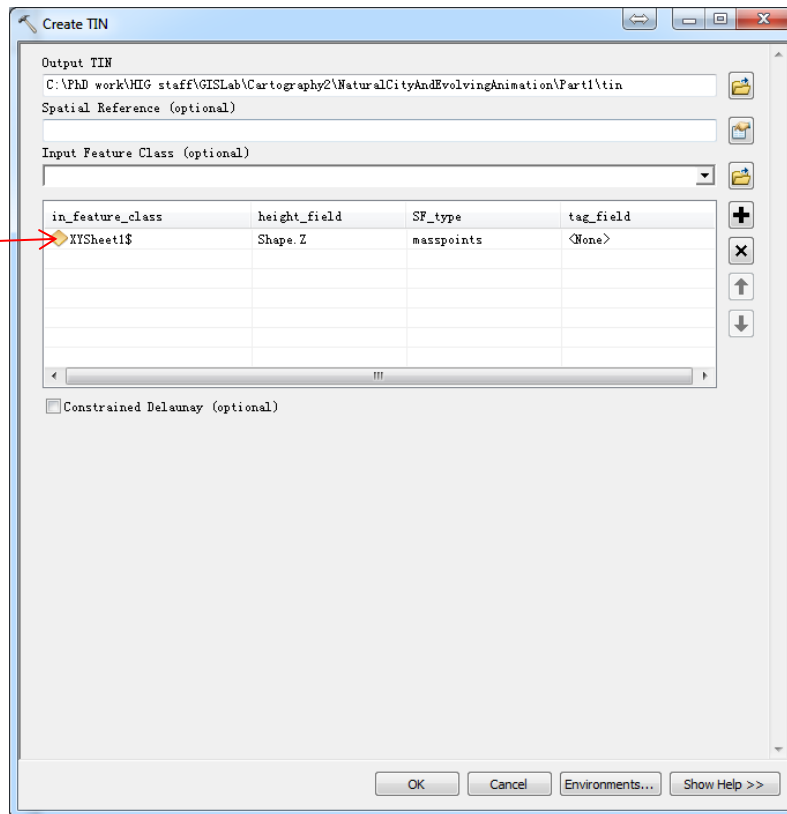 Create TIN
Output TIN
C:\PhD work\HIG staff\GISLab\Cartography2\NaturalCityAndEvolvingAnimation\Part1\tin
Spatial Reference (optional)
Input Feature Class (optional)
in_feature_class height_field SF_type tag_field
XYSheet1$ Shape.Z masspoints <None>
Constrained Delaunay (optional)
OK Cancel Environments... Show Help >>